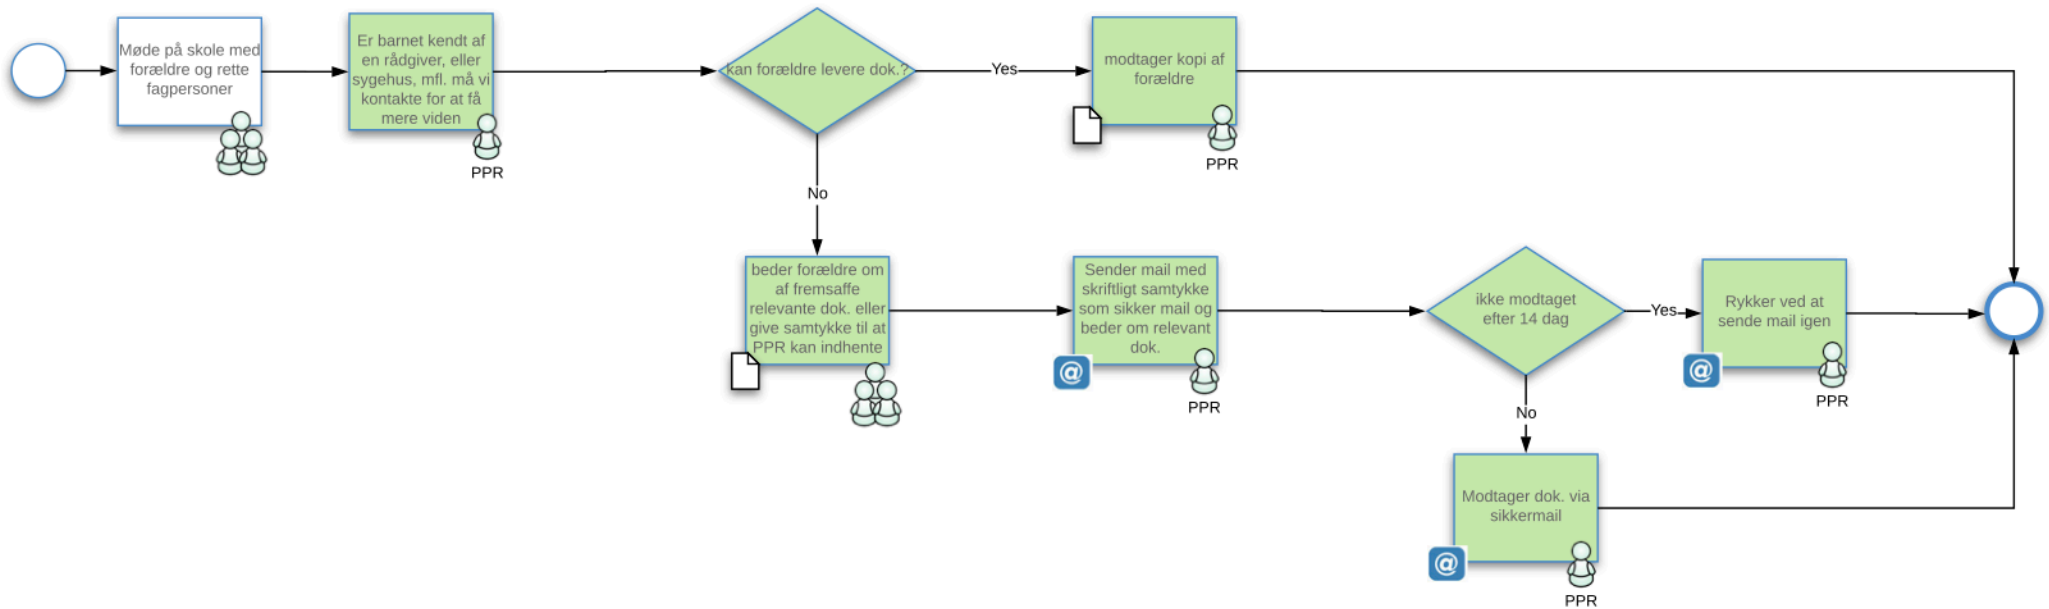 Møde på skole med
forældre og rette
fagpersoner
Er barnet kendt af
en rådgiver, eller
sygehus, mfl. må vi
kontakte for at få
mere viden
PPR
kan forældre levere dok.?
Yes
modtager kopi af
forældre
PPR
No
beder forældre om
af fremsaffe
relevante dok. eller
give samtykke til at
PPR kan indhente
Sender mail med
skriftligt samtykke
som sikker mail og
beder om relevant
dok.
@
PPR
ikke modtaget
efter 14 dag
Yes
Rykker ved at
sende mail igen
@
PPR
No
Modtager dok. via
sikkermail
@
PPR